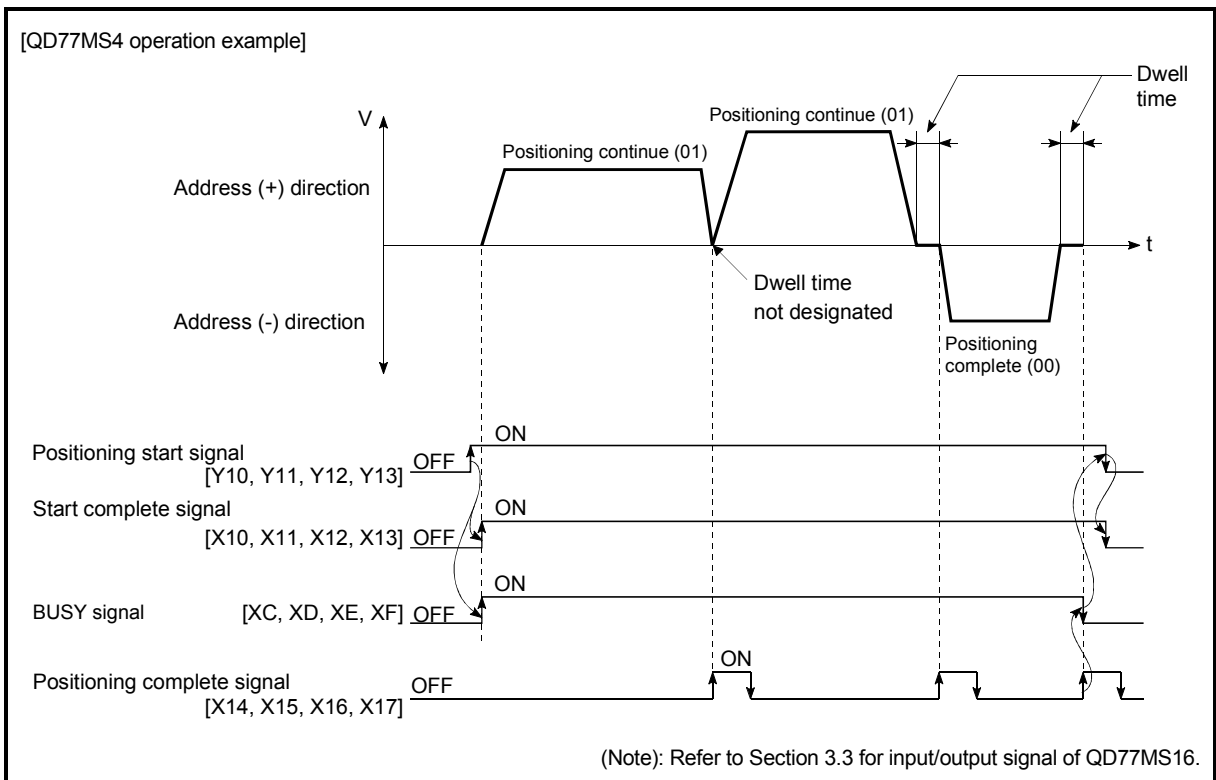 [QD77MS4 operation example]
Dwell
time
V
Positioning continue (01)
Positioning continue (01)
Address (+) direction
t
Dwell time
not designated
Address (-) direction
Positioning
complete (00)
ON
Positioning start signal
OFF
[Y10, Y11, Y12, Y13]
ON
Start complete signal
[X10, X11, X12, X13] OFF
ON
BUSY signal [XC, XD, XE, XF] OFF
ON
Positioning complete signal OFF
[X14, X15, X16, X17]
(Note): Refer to Section 3.3 for input/output signal of QD77MS16.